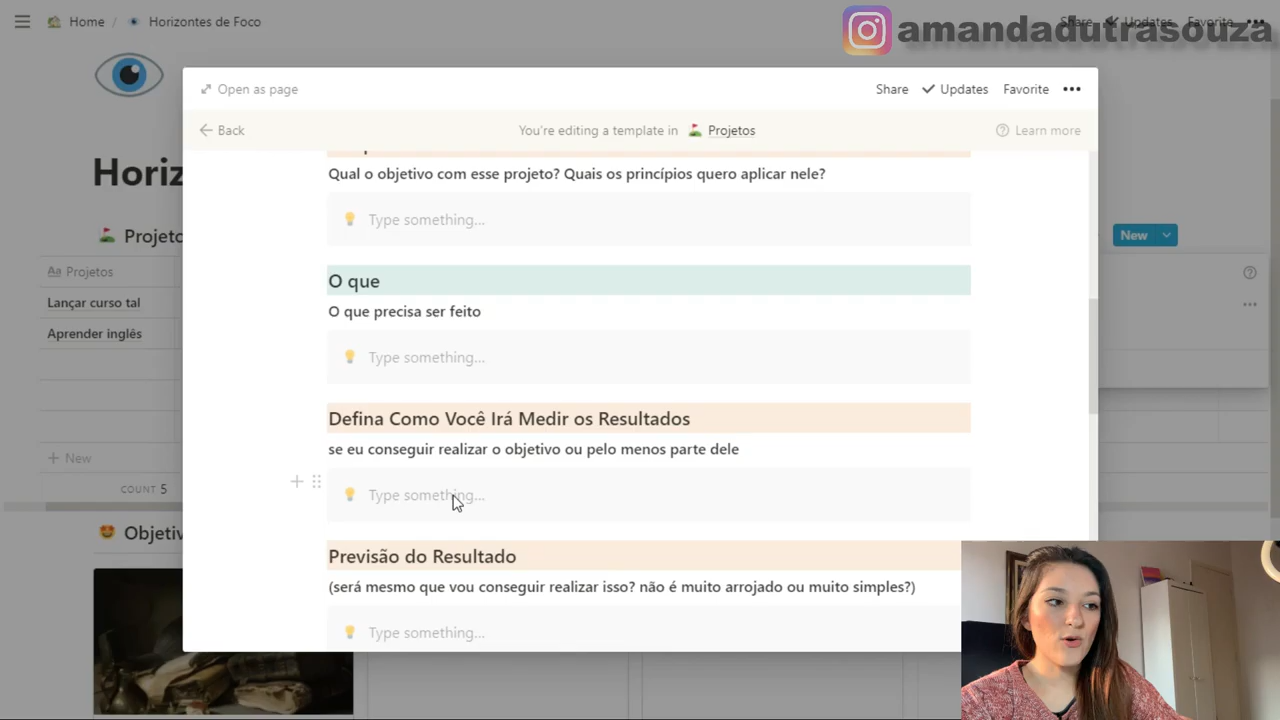 Home / Horizontes de Foco
Share Updates Favorite
amandadutrasouza
Open as page
Share Updates Favorite
Back
You're editing a template in Projetos
Learn more
Horiz
Qual o objetivo com esse projeto? Quais os princípios quero aplicar nele?
Type something...
Projeto
New
Aa Projetos
O que
Lançar curso tal
O que precisa ser feito
Aprender inglês
Type something...
Defina Como Você Irá Medir os Resultados
se eu conseguir realizar o objetivo ou pelo menos parte dele
+ New
COUNT 5
Type something...
Objetiv
Previsão do Resultado
(será mesmo que vou conseguir realizar isso? não é muito arrojado ou muito simples?)
Type something...